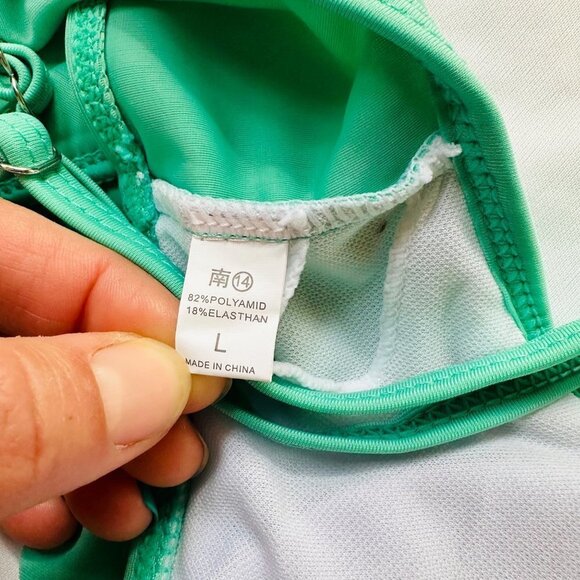 南⑭
82%POLYAMID
18%ELASTHAN
L
MADE IN CHINA